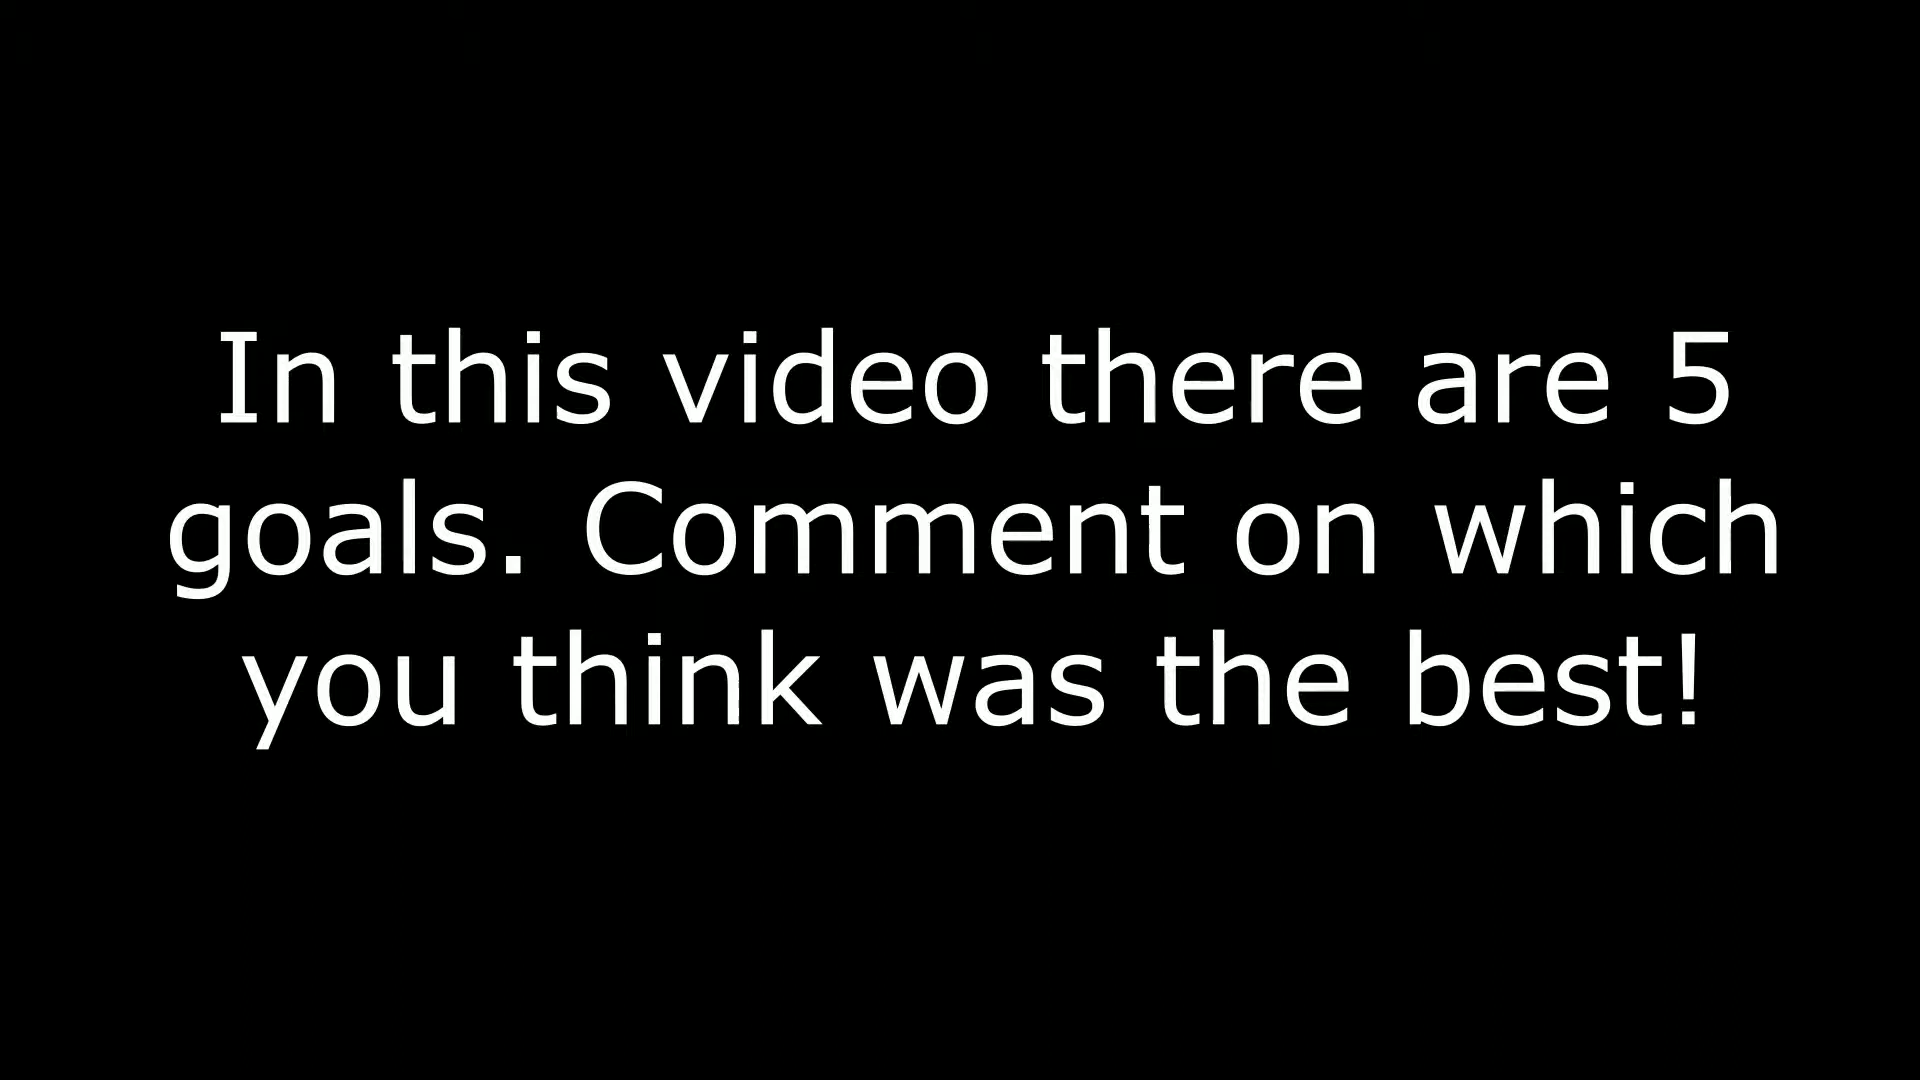 In this video there are 5
goals. Comment on which
you think was the best!